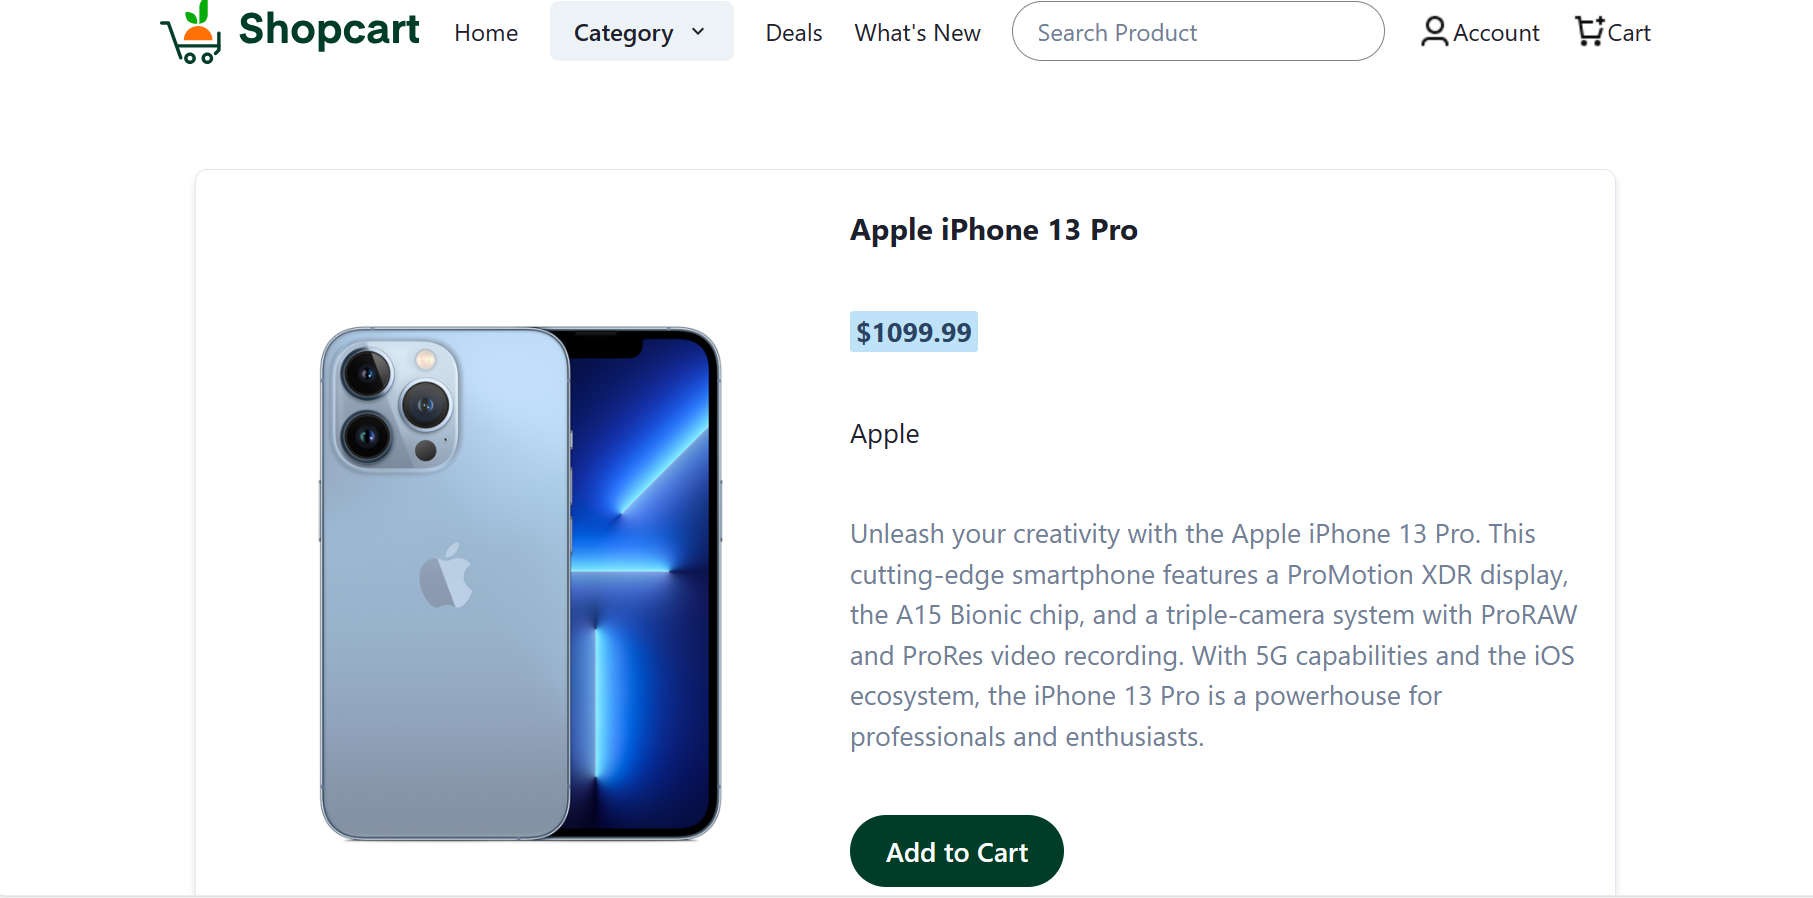 Shopcart
Home
Category
Deals
What's New
Search Product
Account
Cart
Apple iPhone 13 Pro
$1099.99
Apple
Unleash your creativity with the Apple iPhone 13 Pro. This
cutting-edge smartphone features a ProMotion XDR display,
the A15 Bionic chip, and a triple-camera system with ProRAW
and ProRes video recording. With 5G capabilities and the iOS
ecosystem, the iPhone 13 Pro is a powerhouse for
professionals and enthusiasts.
Add to Cart